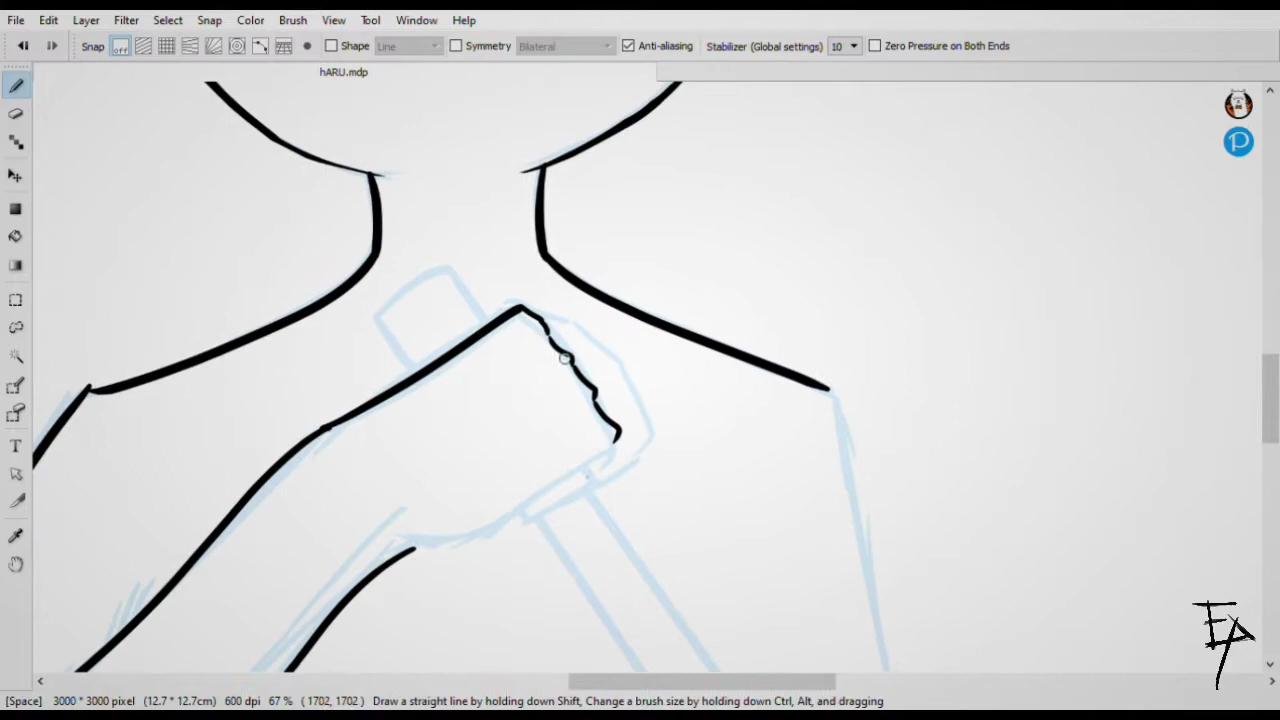 File Edit Layer Filter Select Snap Color Brush View Tool Window Help
Snap off Shape Line Symmetry Bilateral Anti-aliasing Stabilizer (Global settings) 10 Zero Pressure on Both Ends
hARU.mdp
T
P
EP
[Space] 3000 * 3000 pixel (12.7 * 12.7cm) 600 dpi 67 % ( 1702, 1702 ) Draw a straight line by holding down Shift, Change a brush size by holding down Ctrl, Alt, and dragging